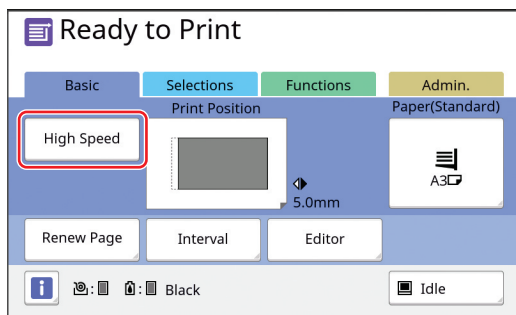 Ready to Print
Basic
Selections
Functions
Admin.
Print Position
Paper(Standard)
High Speed
A3
5.0mm
Renew Page
Interval
Editor
i
: : Black
Idle